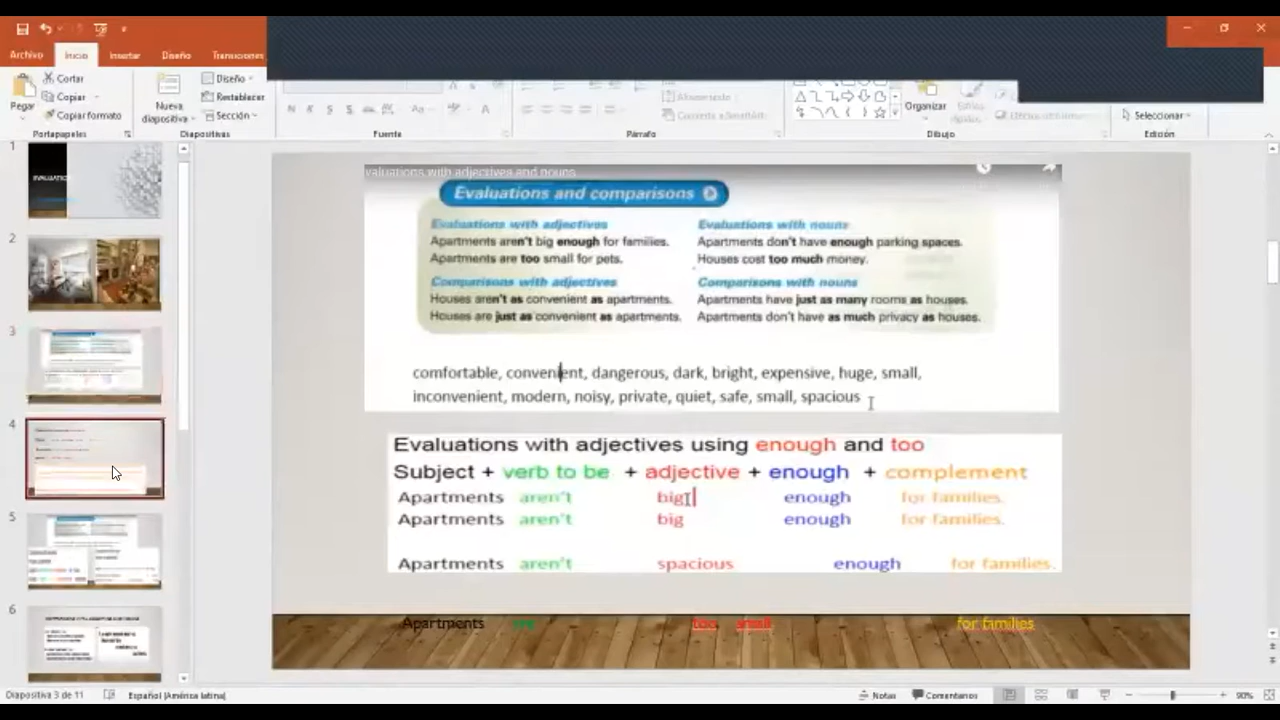 Archivo Inicio Insertar Diseño Transiciones
Pegar
Cortar
Copiar
Copiar formato
Portapapeles
Nueva diapositiva
Diseño
Restablecer
Sección
Diapositivas
Fuente
Párrafo
Organizar
Dibujo
Seleccionar
Edición
1
2
3
4
5
6
valuations with adjectives and nouns
Evaluations and comparisons
Evaluations with adjectives
Apartments aren't big enough for families.
Apartments are too small for pets.
Comparisons with adjectives
Houses aren't as convenient as apartments.
Houses are just as convenient as apartments.
Evaluations with nouns
Apartments don't have enough parking spaces.
Houses cost too much money.
Comparisons with nouns
Apartments have just as many rooms as houses.
Apartments don't have as much privacy as houses.
comfortable, convenient, dangerous, dark, bright, expensive, huge, small,
inconvenient, modern, noisy, private, quiet, safe, small, spacious
Evaluations with adjectives using enough and too
Subject + verb to be + adjective + enough + complement
Apartments aren't big enough for families.
Apartments aren't big enough for families.
Apartments aren't spacious enough for families.
Apartments are too small for families
Diapositiva 3 de 11 Español (América latina) Notas Comentarios 90%